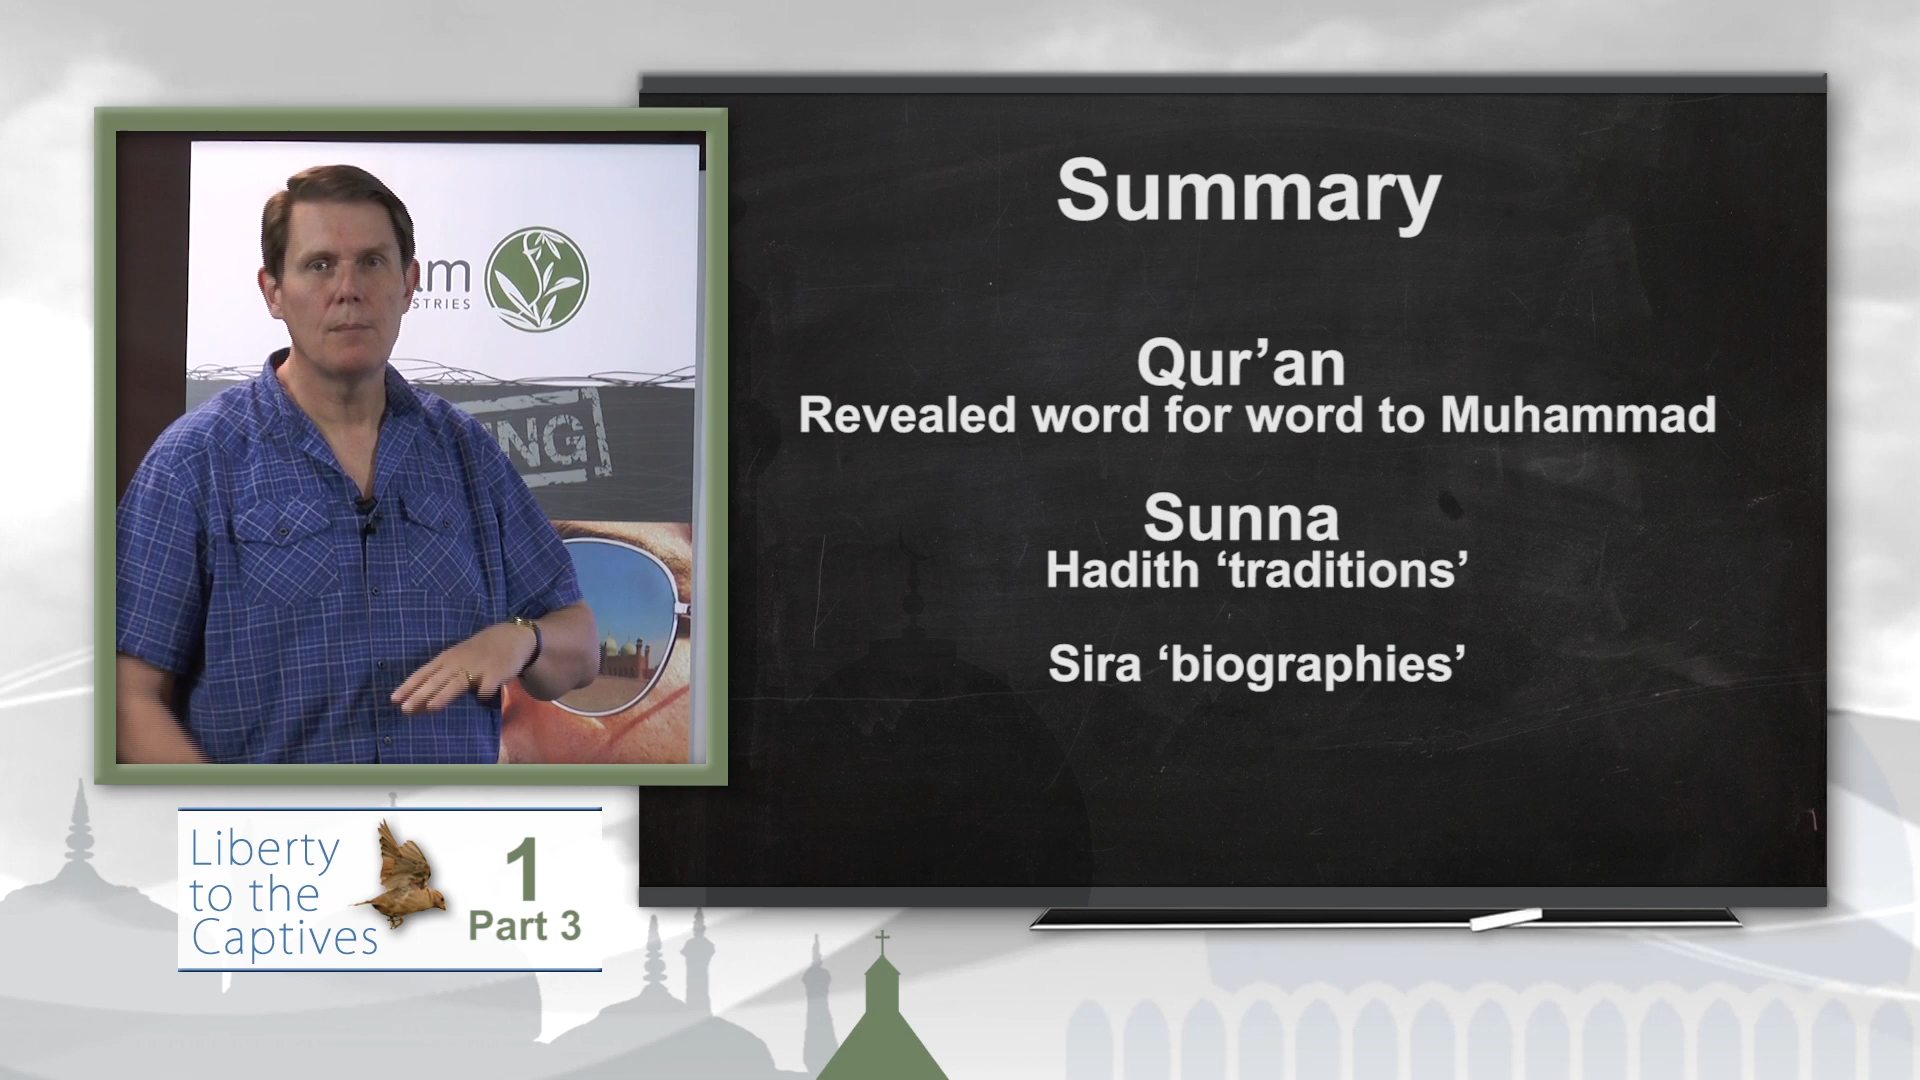 Summary
Qur’an
Revealed word for word to Muhammad
Sunna
Hadith ‘traditions’
Sira ‘biographies’
Liberty
to the
Captives
1
Part 3